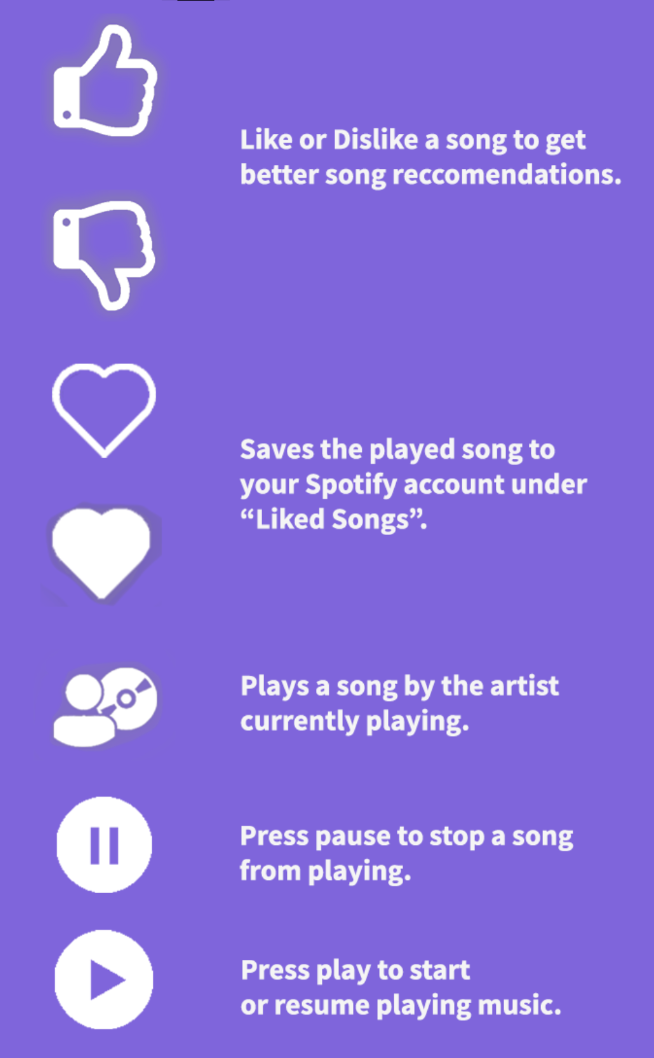 Like or Dislike a song to get
better song reccomendations.
Saves the played song to
your Spotify account under
“Liked Songs”.
Plays a song by the artist
currently playing.
Press pause to stop a song
from playing.
Press play to start
or resume playing music.